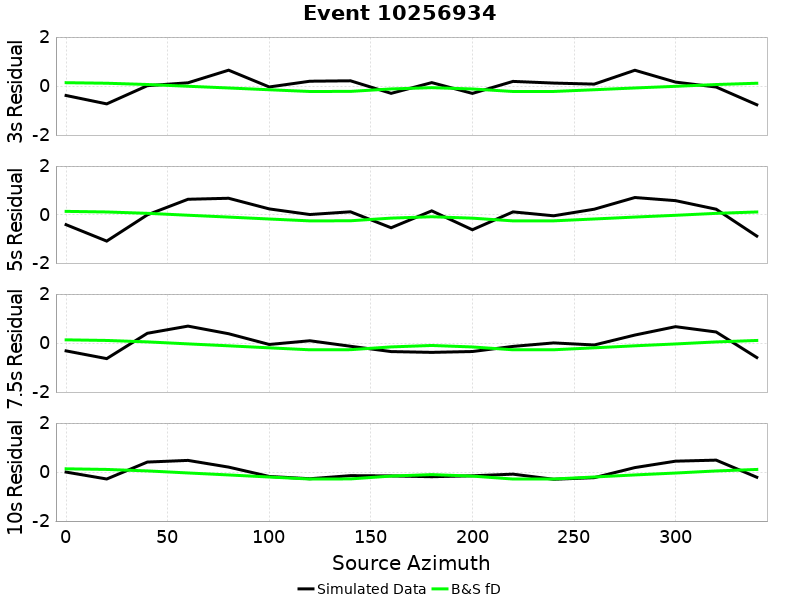 Event 10256934
3s Residual
2
0
-2
5s Residual
2
0
-2
7.5s Residual
2
0
-2
10s Residual
2
0
-2
0 50 100 150 200 250 300
Source Azimuth
Simulated Data B&S fD